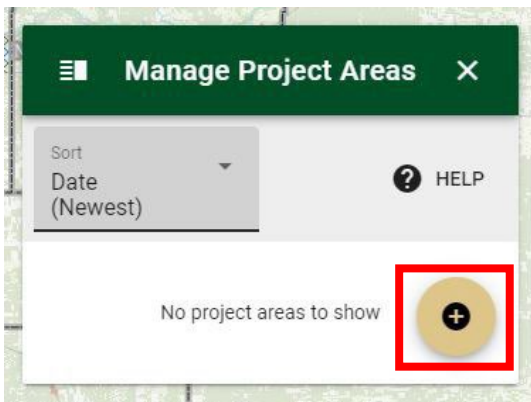 Manage Project Areas
Sort
Date
(Newest)
HELP
No project areas to show